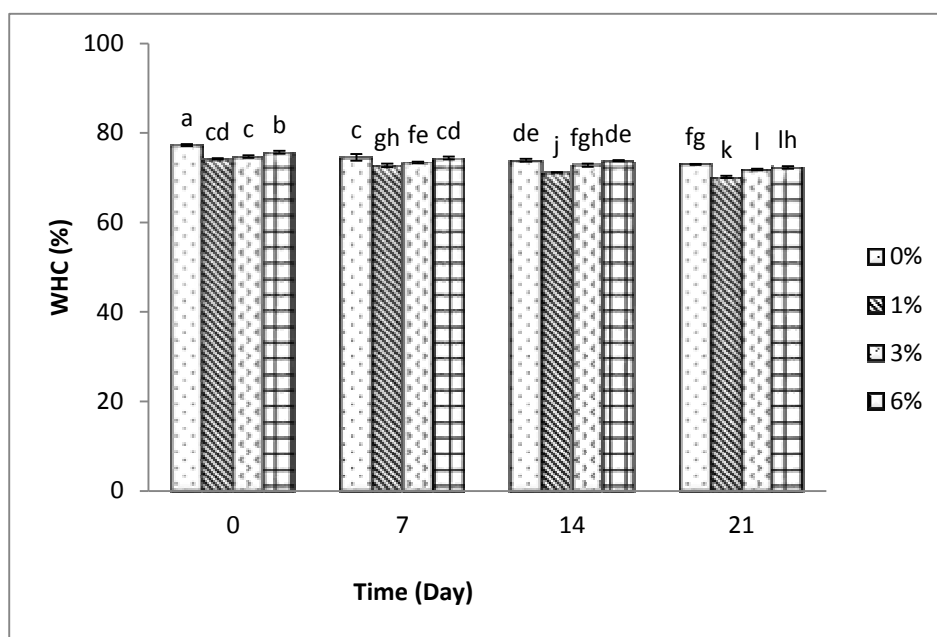 100
80
60
40
20
0
WHC (%)
a cd c b
c gh fe cd
de j fgh de
fg k l lh
0 7 14 21
Time (Day)
0%
1%
3%
6%